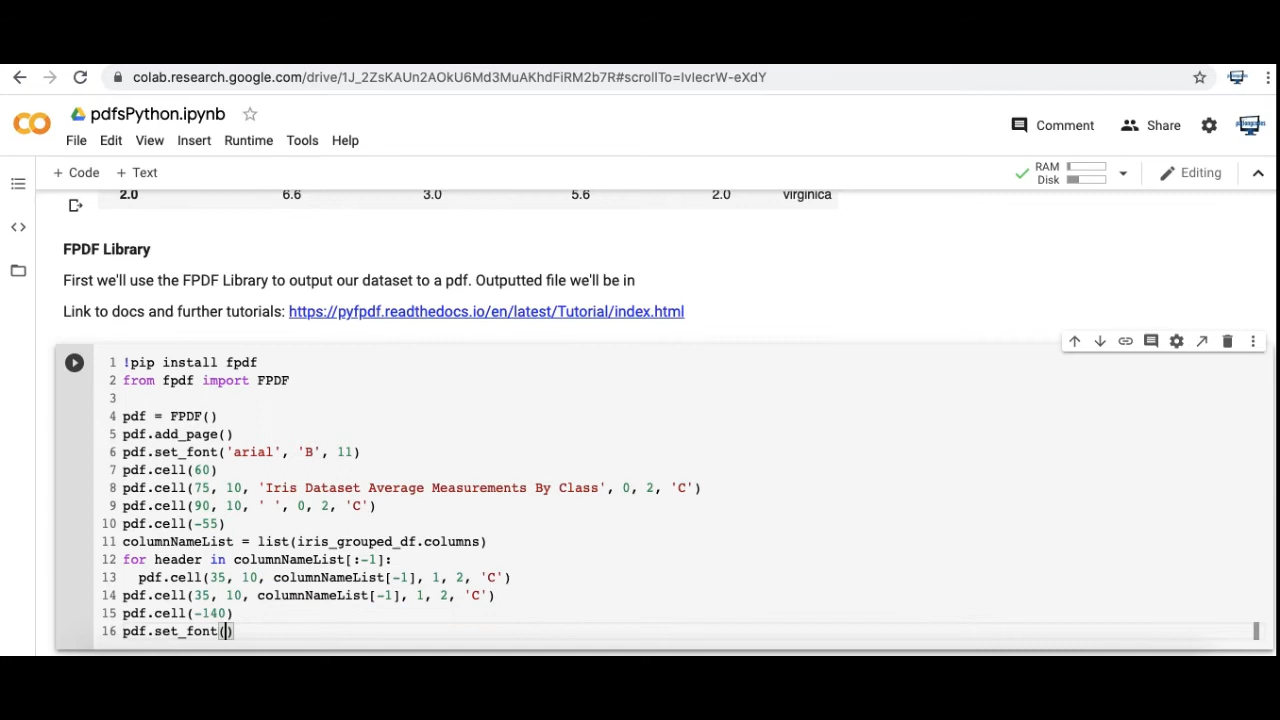 colab.research.google.com/drive/1J_2ZsKAUn2AOkU6Md3MuAKhdFiRM2b7R#scrollTo=IvIecrW-eXdY
pdfsPython.ipynb
Comment
Share
File Edit View Insert Runtime Tools Help
+ Code + Text
RAM
Disk
Editing
2.0 6.6 3.0 5.6 2.0 virginica
FPDF Library
First we'll use the FPDF Library to output our dataset to a pdf. Outputted file we'll be in
Link to docs and further tutorials: https://pyfpdf.readthedocs.io/en/latest/Tutorial/index.html
1 !pip install fpdf
2 from fpdf import FPDF
3
4 pdf = FPDF()
5 pdf.add_page()
6 pdf.set_font('arial', 'B', 11)
7 pdf.cell(60)
8 pdf.cell(75, 10, 'Iris Dataset Average Measurements By Class', 0, 2, 'C')
9 pdf.cell(90, 10, ' ', 0, 2, 'C')
10 pdf.cell(-55)
11 columnNameList = list(iris_grouped_df.columns)
12 for header in columnNameList[:-1]:
13 pdf.cell(35, 10, columnNameList[-1], 1, 2, 'C')
14 pdf.cell(35, 10, columnNameList[-1], 1, 2, 'C')
15 pdf.cell(-140)
16 pdf.set_font()